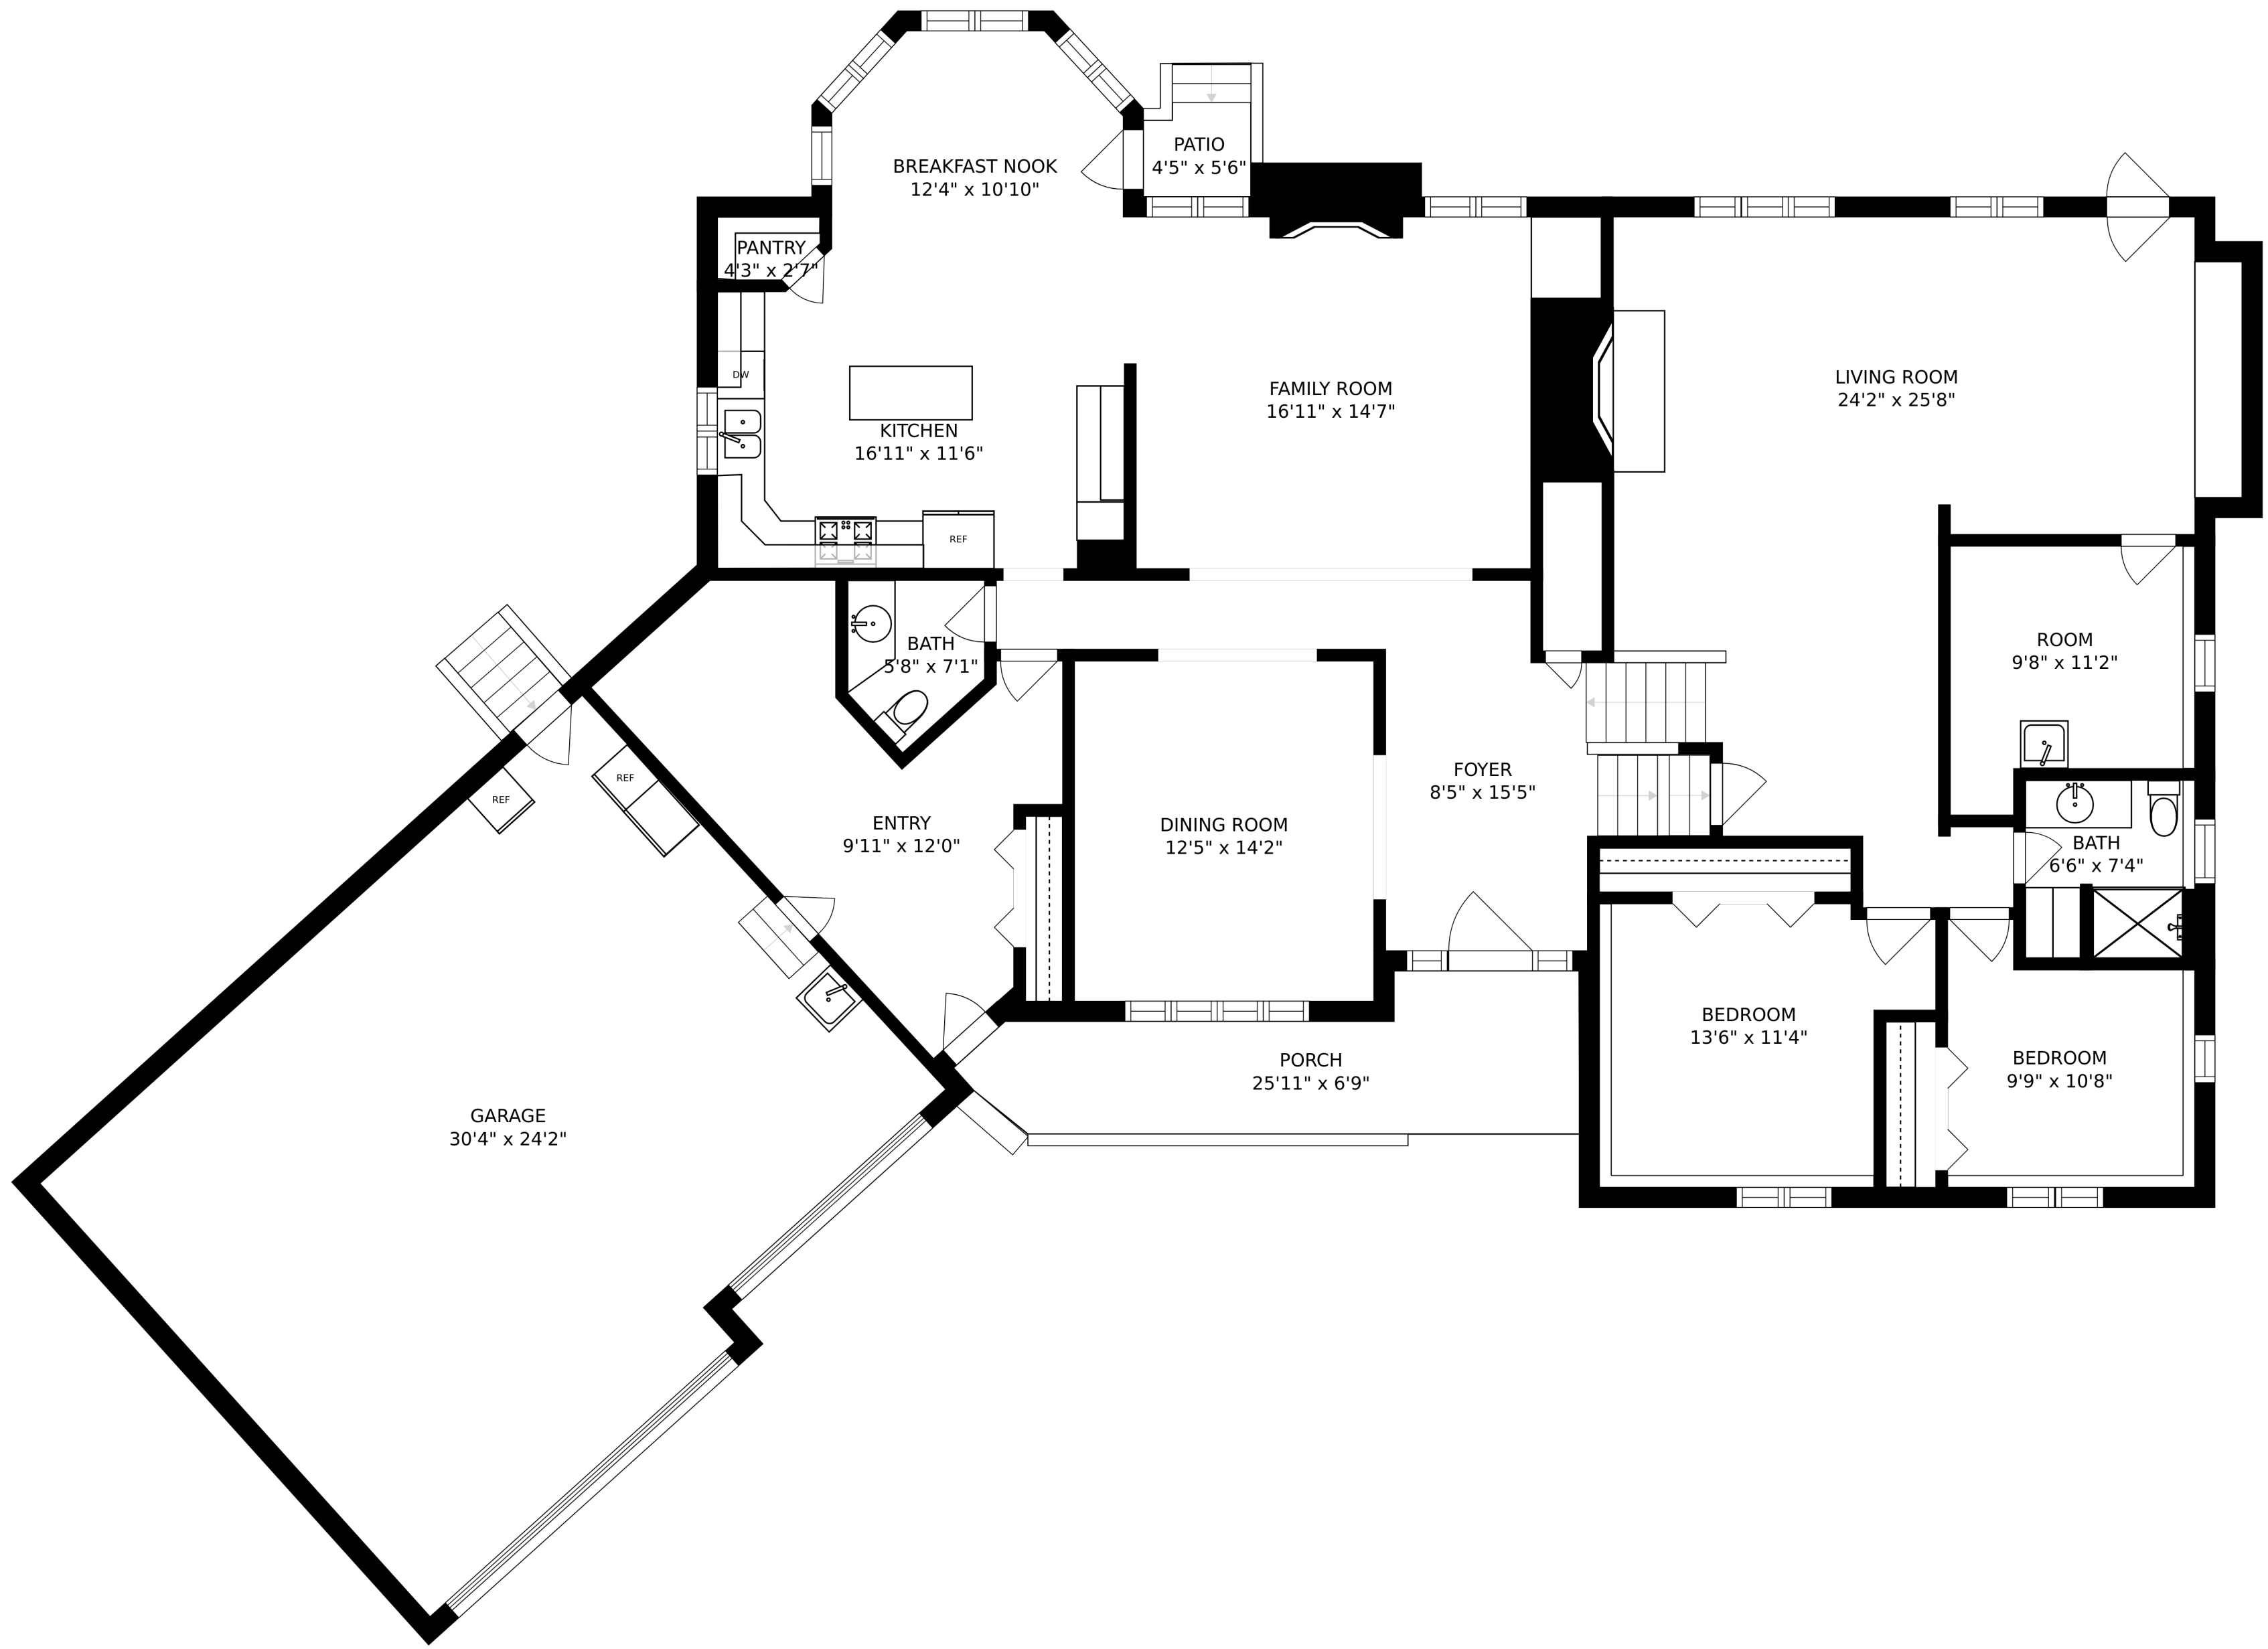 BREAKFAST NOOK
12'4" x 10'10"
PATIO
4'5" x 5'6"
PANTRY
4'3" x 2'7"
DW
KITCHEN
16'11" x 11'6"
REF
FAMILY ROOM
16'11" x 14'7"
LIVING ROOM
24'2" x 25'8"
ROOM
9'8" x 11'2"
BATH
5'8" x 7'1"
REF
REF
ENTRY
9'11" x 12'0"
DINING ROOM
12'5" x 14'2"
FOYER
8'5" x 15'5"
BATH
6'6" x 7'4"
BEDROOM
13'6" x 11'4"
BEDROOM
9'9" x 10'8"
PORCH
25'11" x 6'9"
GARAGE
30'4" x 24'2"